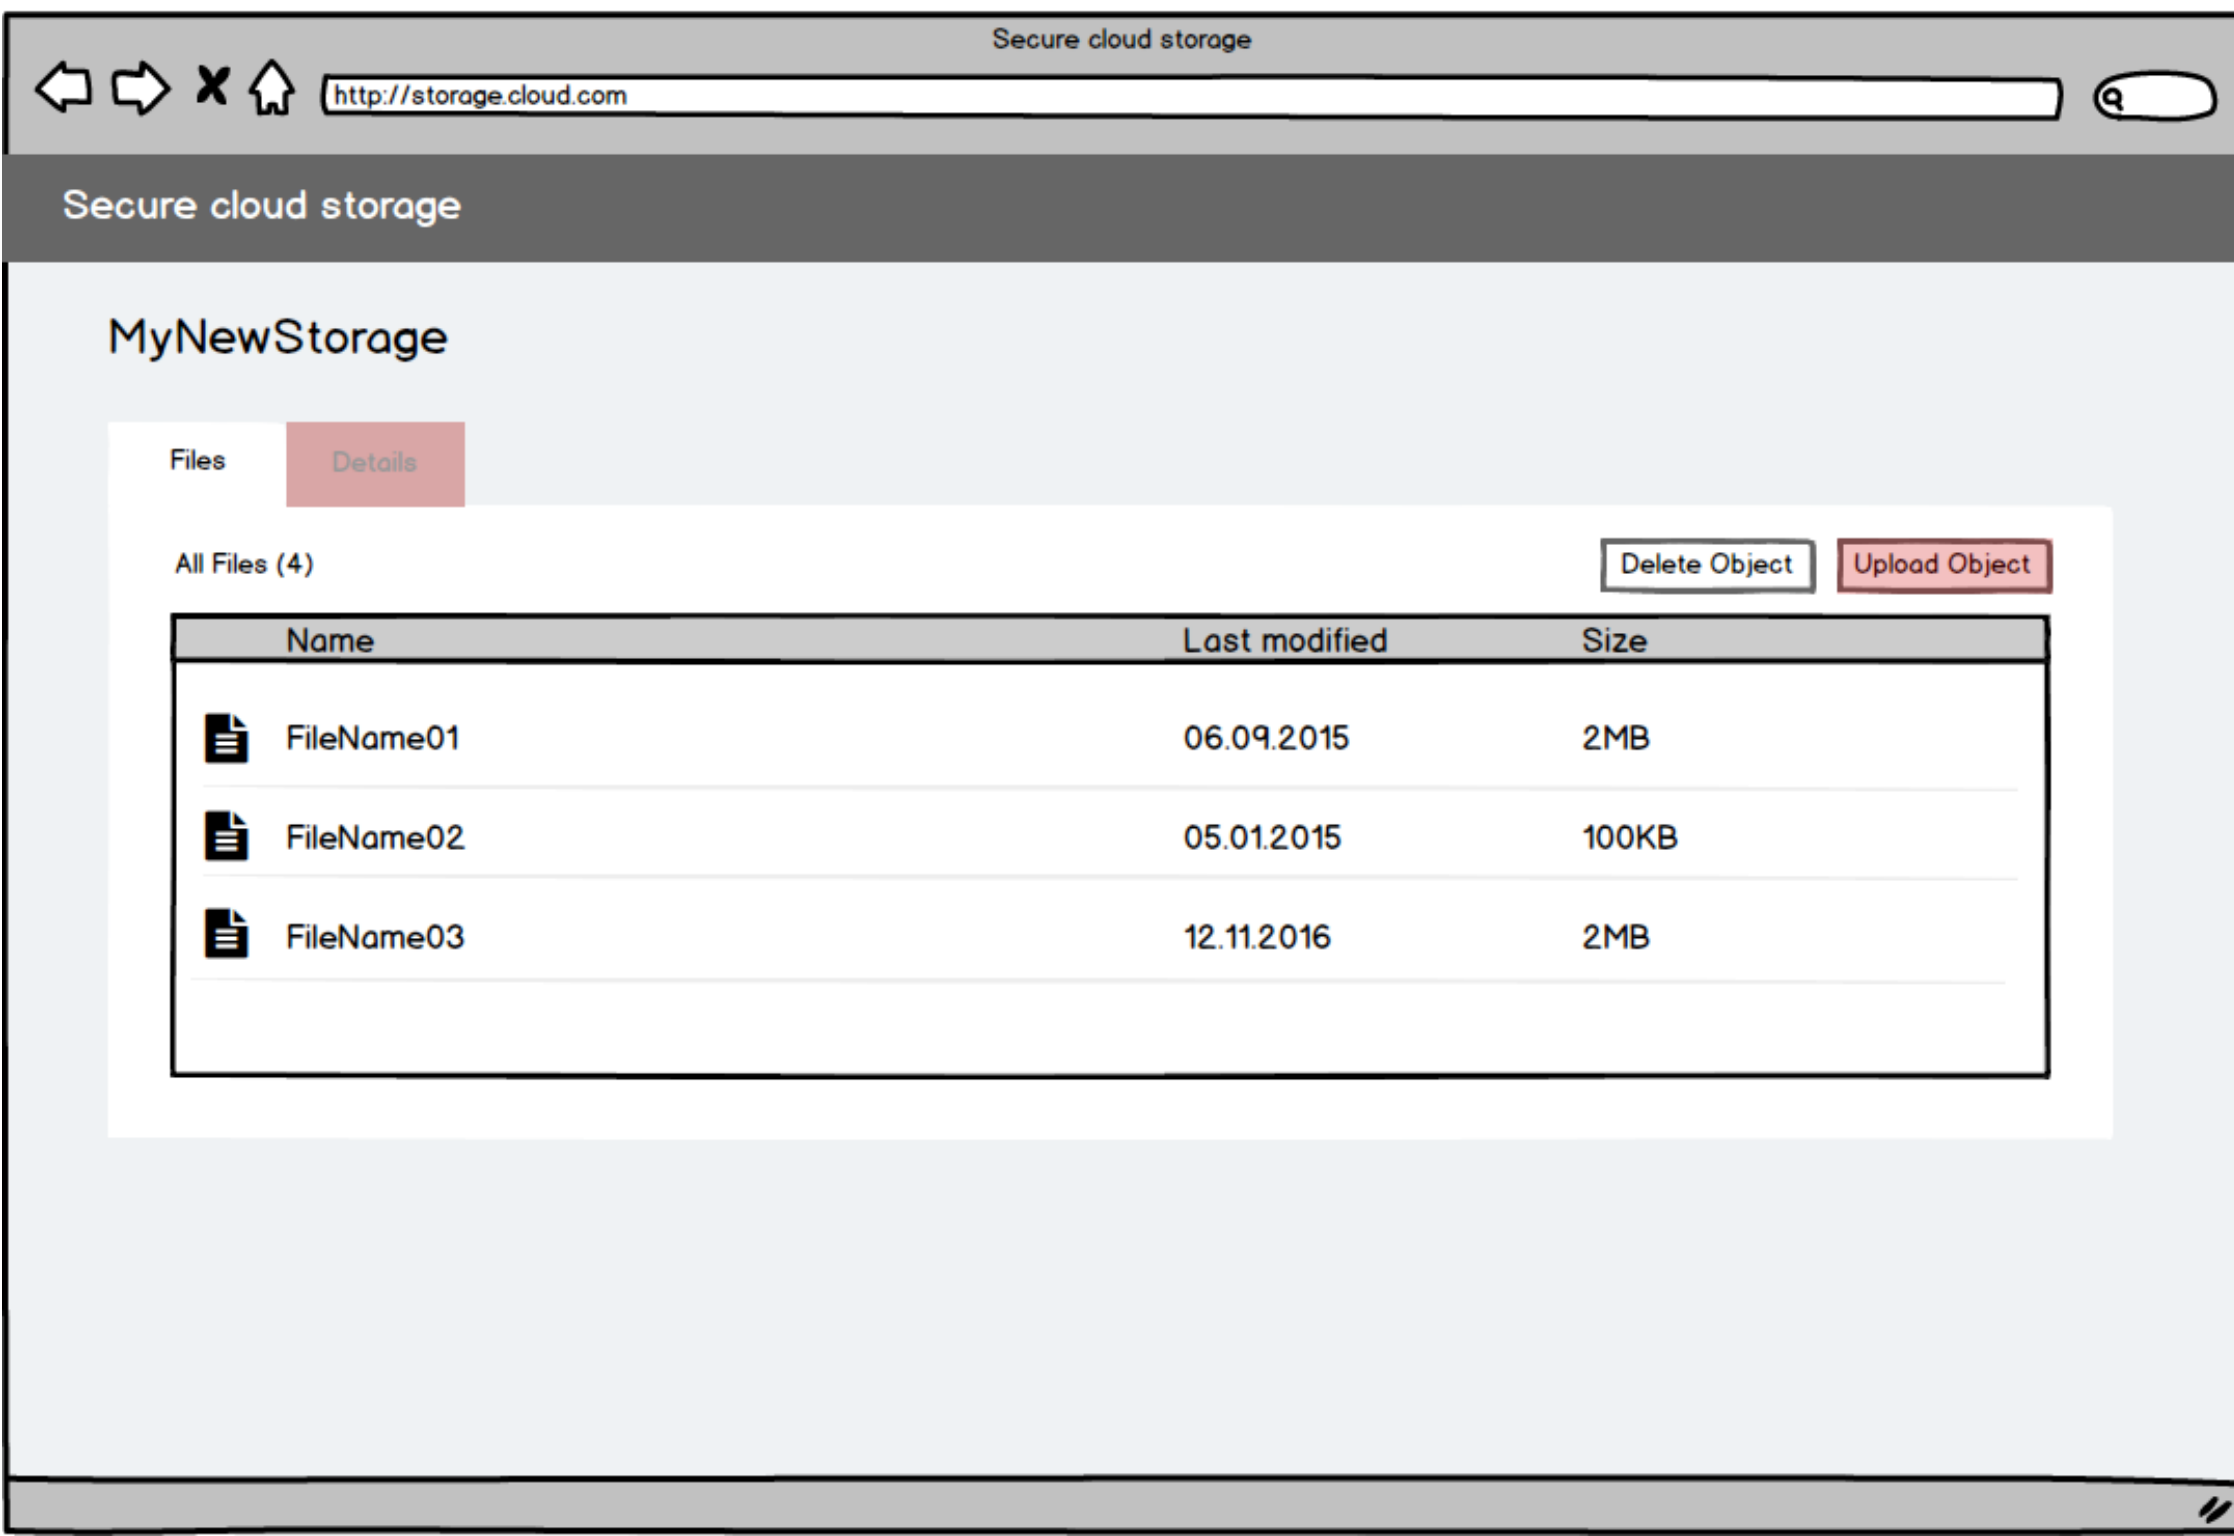 Secure cloud storage
http://storage.cloud.com
Secure cloud storage
MyNewStorage
Files Details
All Files (4) Delete Object Upload Object
Name Last modified Size
FileName01 06.09.2015 2MB
FileName02 05.01.2015 100KB
FileName03 12.11.2016 2MB